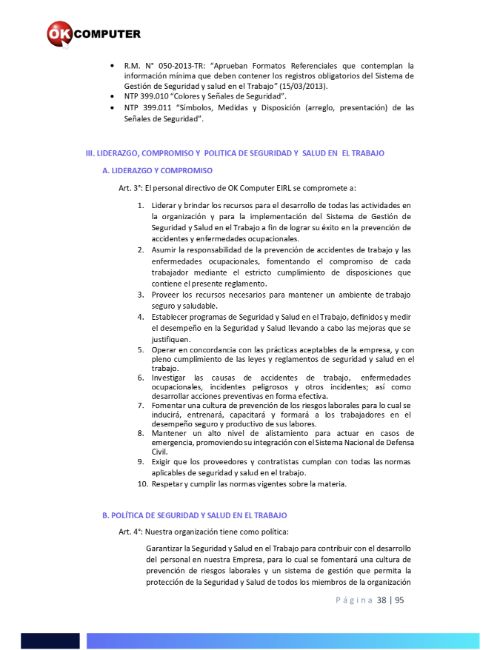 OK COMPUTER
• R.M. N° 050-2013-TR: “Aprueban Formatos Referenciales que contemplan la
información mínima que deben contener los registros obligatorios del Sistema de
Gestión de Seguridad y salud en el Trabajo” (15/03/2013).
• NTP 399.010 “Colores y Señales de Seguridad”.
• NTP 399.011 “Símbolos, Medidas y Disposición (arreglo, presentación) de las
Señales de Seguridad”.
III. LIDERAZGO, COMPROMISO Y POLITICA DE SEGURIDAD Y SALUD EN EL TRABAJO
A. LIDERAZGO Y COMPROMISO
Art. 3°: El personal directivo de OK Computer EIRL se compromete a:
1. Liderar y brindar los recursos para el desarrollo de todas las actividades en
la organización y para la implementación del Sistema de Gestión de
Seguridad y Salud en el Trabajo a fin de lograr su éxito en la prevención de
accidentes y enfermedades ocupacionales.
2. Asumir la responsabilidad de la prevención de accidentes de trabajo y las
enfermedades ocupacionales, fomentando el compromiso de cada
trabajador mediante el estricto cumplimiento de disposiciones que
contiene el presente reglamento.
3. Proveer los recursos necesarios para mantener un ambiente de trabajo
seguro y saludable.
4. Establecer programas de Seguridad y Salud en el Trabajo, definidos y medir
el desempeño en la Seguridad y Salud llevando a cabo las mejoras que se
justifiquen.
5. Operar en concordancia con las prácticas aceptables de la empresa, y con
pleno cumplimiento de las leyes y reglamentos de seguridad y salud en el
trabajo.
6. Investigar las causas de accidentes de trabajo, enfermedades
ocupacionales, incidentes peligrosos y otros incidentes; así como
desarrollar acciones preventivas en forma efectiva.
7. Fomentar una cultura de prevención de los riesgos laborales para lo cual se
inducirá, entrenará, capacitará y formará a los trabajadores en el
desempeño seguro y productivo de sus labores.
8. Mantener un alto nivel de alistamiento para actuar en casos de
emergencia, promoviendo su integración con el Sistema Nacional de Defensa
Civil.
9. Exigir que los proveedores y contratistas cumplan con todas las normas
aplicables de seguridad y salud en el trabajo.
10. Respetar y cumplir las normas vigentes sobre la materia.
B. POLÍTICA DE SEGURIDAD Y SALUD EN EL TRABAJO
Art. 4°: Nuestra organización tiene como política:
Garantizar la Seguridad y Salud en el Trabajo para contribuir con el desarrollo
del personal en nuestra Empresa, para lo cual se fomentará una cultura de
prevención de riesgos laborales y un sistema de gestión que permita la
protección de la Seguridad y Salud de todos los miembros de la organización
Página 38 | 95